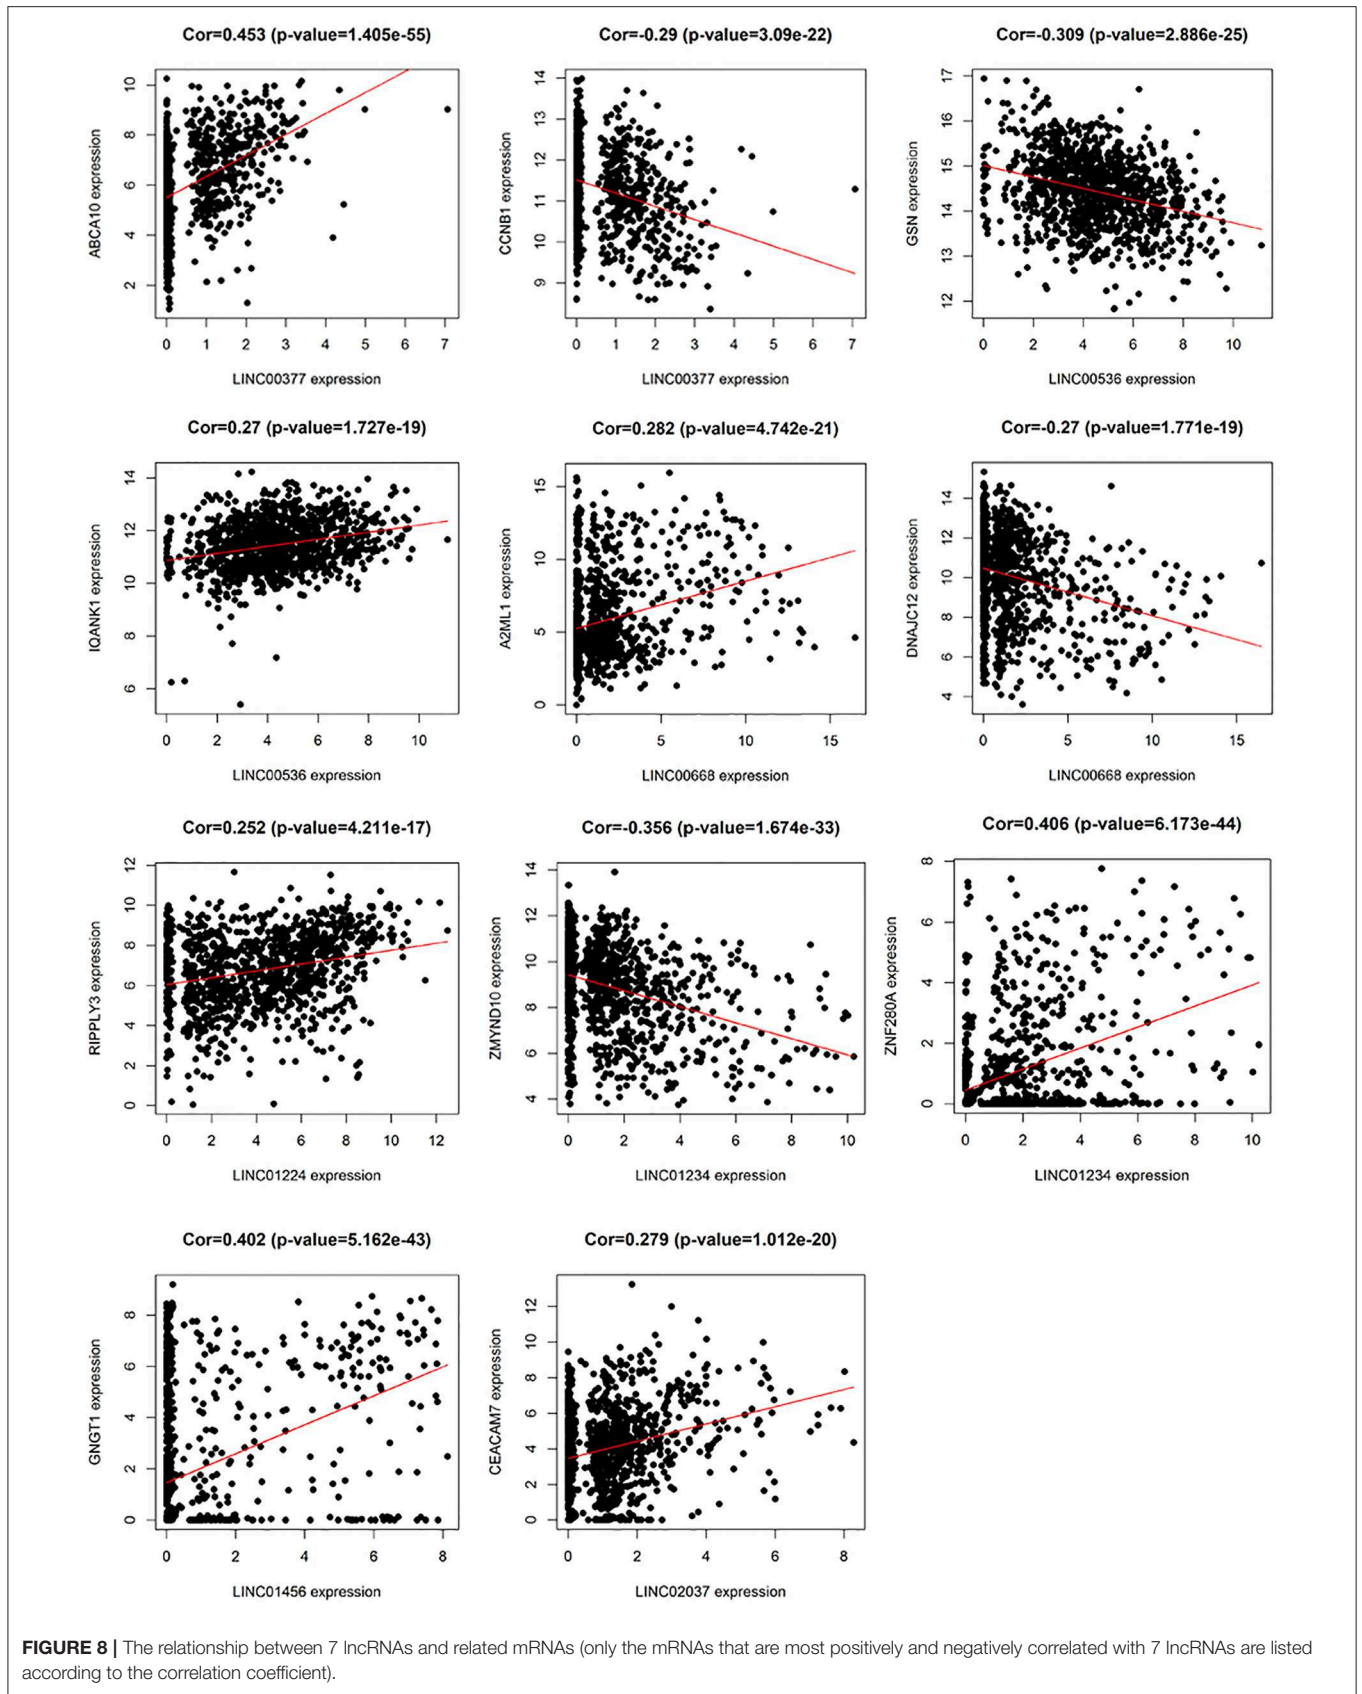 Cor=0.453 (p-value=1.405e-55)
Cor=-0.29 (p-value=3.09e-22)
Cor=-0.309 (p-value=2.886e-25)
ABCA10 expression
2 4 6 8 10
0 1 2 3 4 5 6 7
LINC00377 expression
CCNB1 expression
9 10 11 12 13 14
0 1 2 3 4 5 6 7
LINC00377 expression
GSN expression
12 13 14 15 16 17
0 2 4 6 8 10
LINC00536 expression
Cor=0.27 (p-value=1.727e-19)
Cor=0.282 (p-value=4.742e-21)
Cor=-0.27 (p-value=1.771e-19)
IQANK1 expression
6 8 10 12 14
0 2 4 6 8 10
LINC00536 expression
A2ML1 expression
0 5 10 15
0 5 10 15
LINC00668 expression
DNAJC12 expression
4 6 8 10 12 14
0 5 10 15
LINC00668 expression
Cor=0.252 (p-value=4.211e-17)
Cor=-0.356 (p-value=1.674e-33)
Cor=0.406 (p-value=6.173e-44)
RIPPLY3 expression
0 2 4 6 8 10 12
0 2 4 6 8 10 12
LINC01224 expression
ZMYND10 expression
4 6 8 10 12 14
0 2 4 6 8 10
LINC01234 expression
ZNF280A expression
0 2 4 6 8
0 2 4 6 8 10
LINC01234 expression
Cor=0.402 (p-value=5.162e-43)
Cor=0.279 (p-value=1.012e-20)
GNGT1 expression
0 2 4 6 8
0 2 4 6 8
LINC01456 expression
CEACAM7 expression
0 2 4 6 8 10 12
0 2 4 6 8
LINC02037 expression
FIGURE 8 | The relationship between 7 lncRNAs and related mRNAs (only the mRNAs that are most positively and negatively correlated with 7 lncRNAs are listed
according to the correlation coefficient).